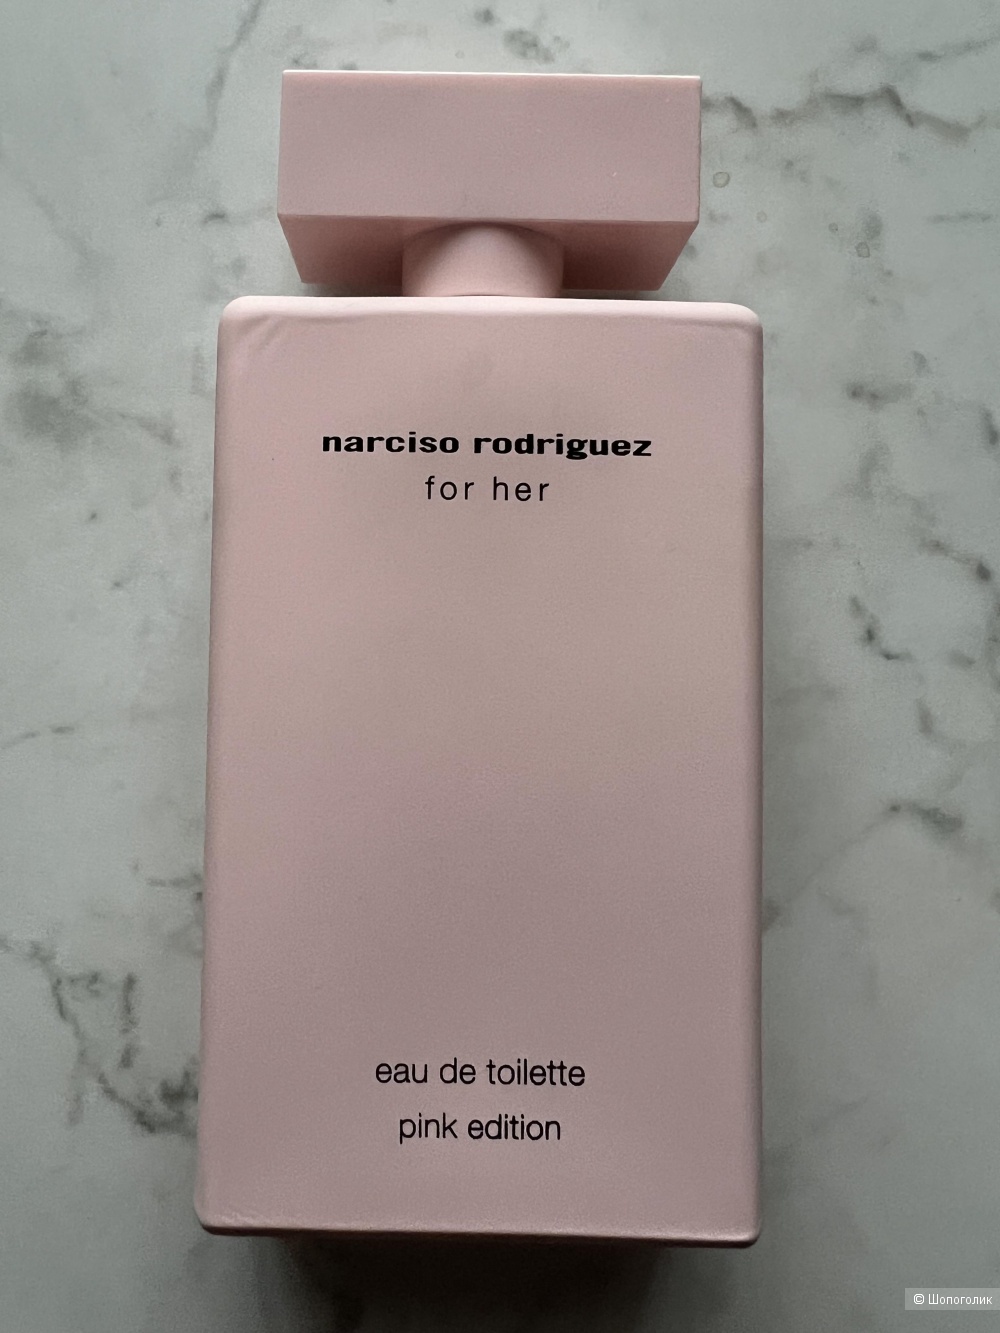 narciso rodriguez
for her
eau de toilette
pink edition
© Шопоголик